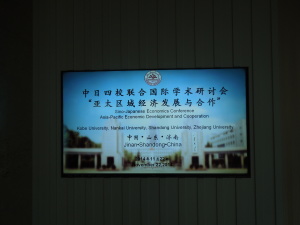 中日四校联合国际学术研讨会
“亚太区域经济发展与合作”
Sino-Japanese Economics Conference
Asia-Pacific Economic Development and Cooperation
Kobe University, Nankai University, Shandong University, Zhejiang University
中国·山东·济南
Jinan•Shandong•China